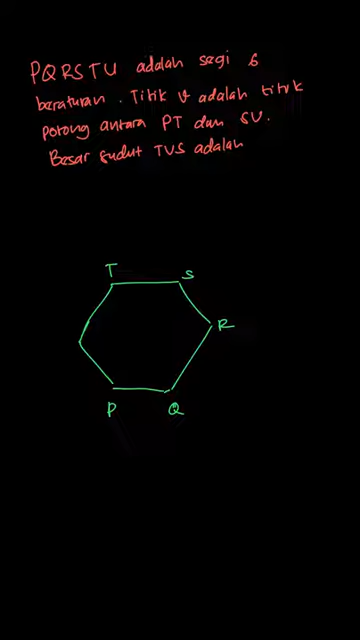 PQRSTU adalah segi 6
beraturan. Titik V adalah titik
potong antara PT dan SU.
Besar sudut TVS adalah
T
S
R
P
Q